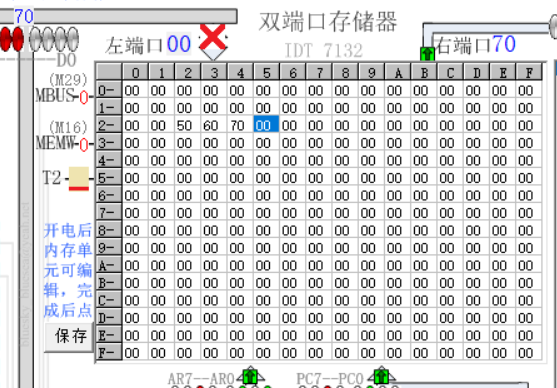 70
双端口存储器
左端口00
IDT 7132
右端口70
D0
(M29)
MBUS-0-
(M16)
MEMW-0-
T2
0 1 2 3 4 5 6 7 8 9 A B C D E F
0- 00 00 00 00 00 00 00 00 00 00 00 00 00 00 00 00
1- 00 00 00 00 00 00 00 00 00 00 00 00 00 00 00 00
2- 00 00 50 60 70 00 00 00 00 00 00 00 00 00 00 00
3- 00 00 00 00 00 00 00 00 00 00 00 00 00 00 00 00
4- 00 00 00 00 00 00 00 00 00 00 00 00 00 00 00 00
5- 00 00 00 00 00 00 00 00 00 00 00 00 00 00 00 00
6- 00 00 00 00 00 00 00 00 00 00 00 00 00 00 00 00
7- 00 00 00 00 00 00 00 00 00 00 00 00 00 00 00 00
8- 00 00 00 00 00 00 00 00 00 00 00 00 00 00 00 00
9- 00 00 00 00 00 00 00 00 00 00 00 00 00 00 00 00
A- 00 00 00 00 00 00 00 00 00 00 00 00 00 00 00 00
B- 00 00 00 00 00 00 00 00 00 00 00 00 00 00 00 00
C- 00 00 00 00 00 00 00 00 00 00 00 00 00 00 00 00
D- 00 00 00 00 00 00 00 00 00 00 00 00 00 00 00 00
E- 00 00 00 00 00 00 00 00 00 00 00 00 00 00 00 00
F- 00 00 00 00 00 00 00 00 00 00 00 00 00 00 00 00
开电后
内存单
元可编
辑，完
成后点
保存
AR7--AR0
PC7--PC0